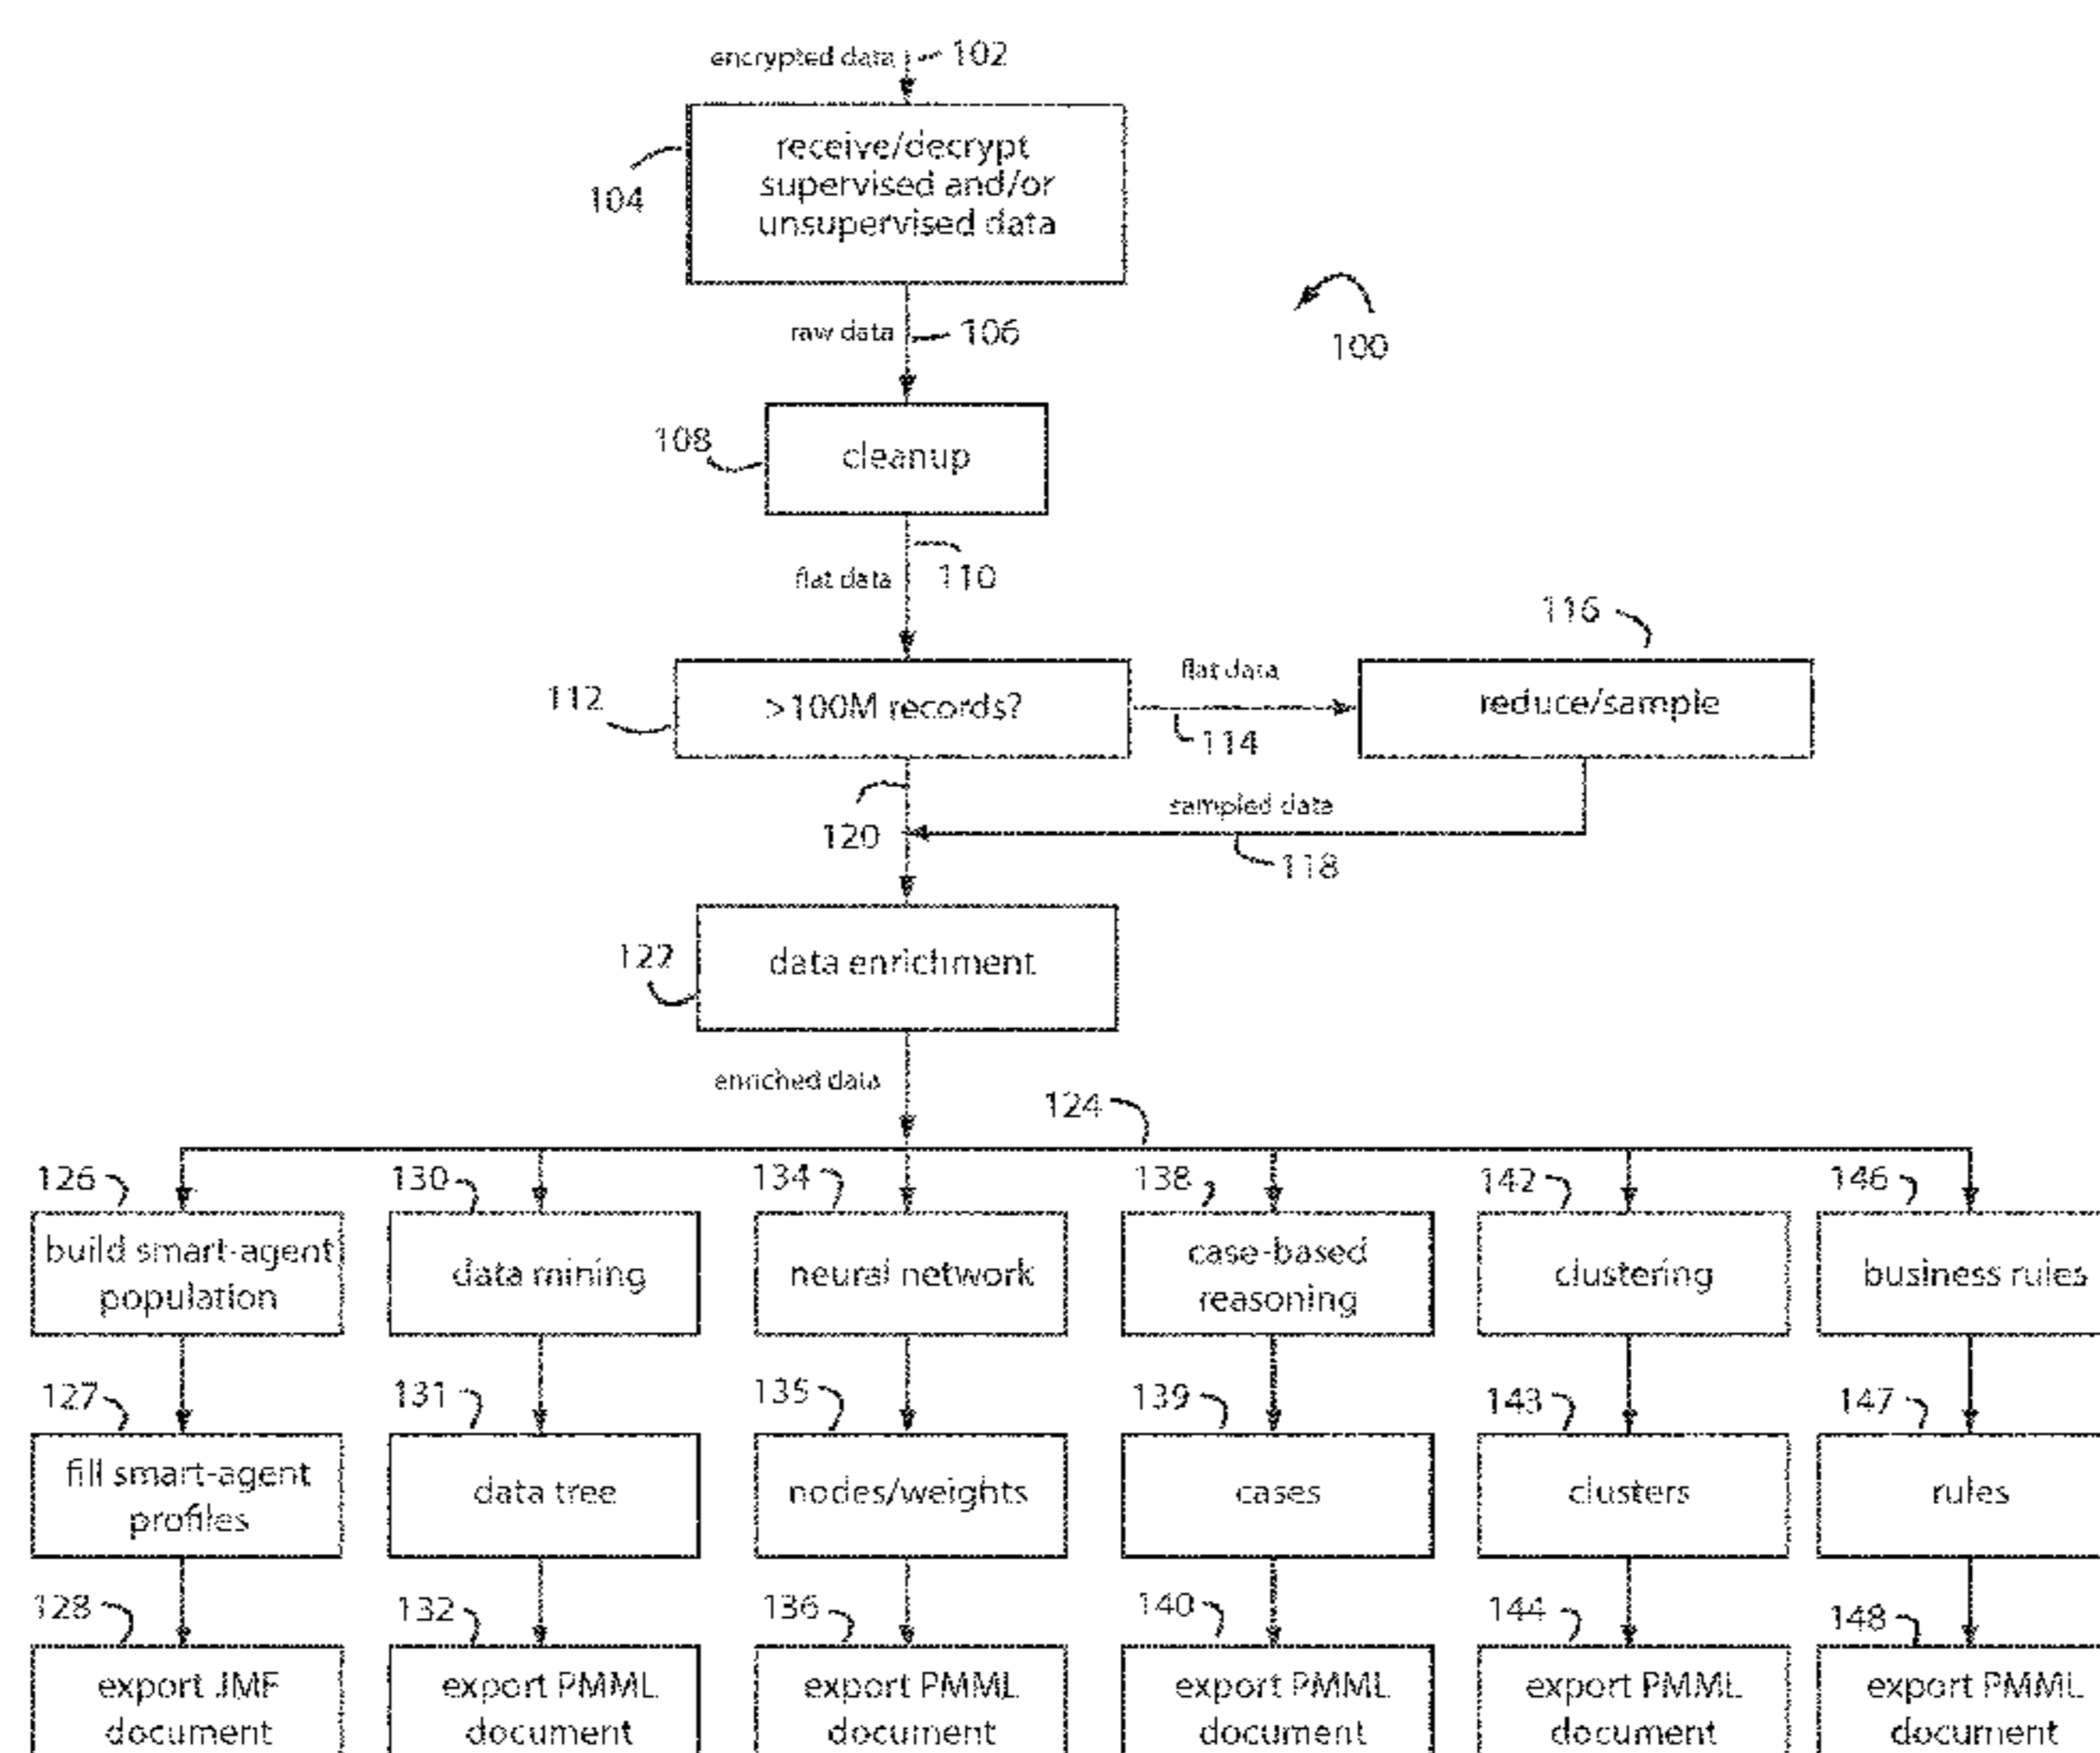 encrypted data
102
receive/decrypt
supervised and/or
unsupervised data
104
raw data
106
100
cleanup
108
flat data
110
116
>100M records?
112
flat data
114
reduce/sample
120
sampled data
118
data enrichment
122
enriched data
124
126
130
134
138
142
146
build smart-agent
population
data mining
neural network
case-based
reasoning
clustering
business rules
127
131
135
139
143
147
fill smart-agent
profiles
data tree
nodes/weights
cases
clusters
rules
128
132
136
140
144
148
export JMF
document
export PMML
document
export PMML
document
export PMML
document
export PMML
document
export PMML
document